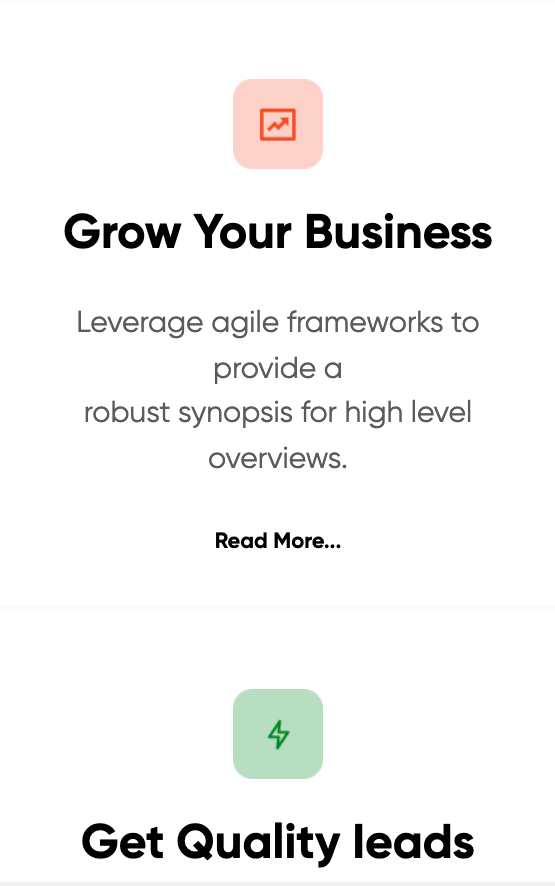 Grow Your Business
Leverage agile frameworks to
provide a
robust synopsis for high level
overviews.
Read More...
Get Quality leads